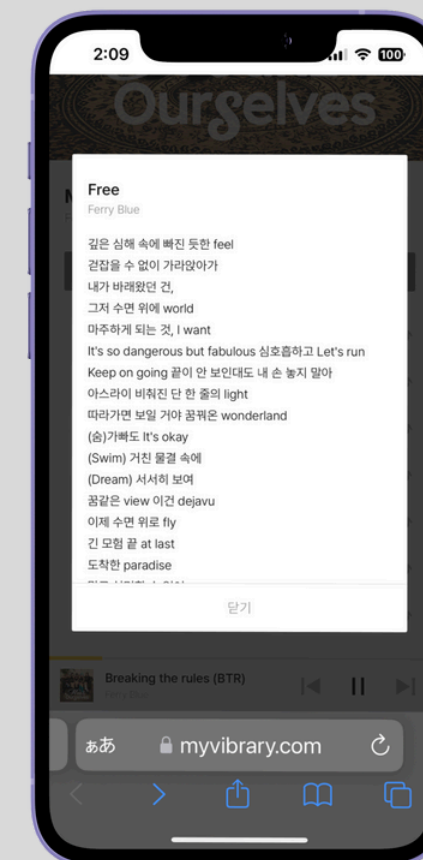 2:09
100
Ourselves
Free
Ferry Blue
깊은 심해 속에 빠진 듯한 feel
걷잡을 수 없이 가라앉아가
내가 바래왔던 건,
그저 수면 위에 world
마주하게 되는 것, I want
It's so dangerous but fabulous 심호흡하고 Let's run
Keep on going 끝이 안 보인대도 내 손 놓지 말아
아스라이 비춰진 단 한 줄의 light
따라가면 보일 거야 꿈꿔온 wonderland
(숨)가빠도 It's okay
(Swim) 거친 물결 속에
(Dream) 서서히 보여
꿈같은 view 이건 dejavu
이제 수면 위로 fly
긴 모험 끝 at last
도착한 paradise
닫기
Breaking the rules (BTR)
Ferry Blue
ぁあ
myvibrary.com